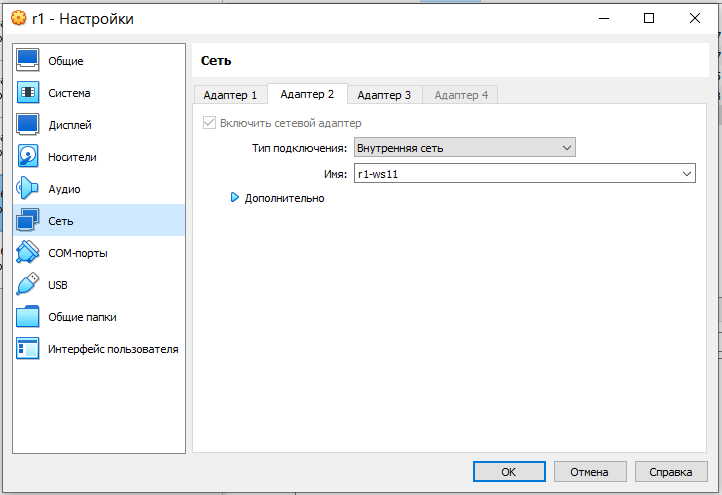 r1 - Настройки
Общие
Система
Дисплей
Носители
Аудио
Сеть
COM-порты
USB
Общие папки
Интерфейс пользователя
Сеть
Адаптер 1
Адаптер 2
Адаптер 3
Адаптер 4
Включить сетевой адаптер
Тип подключения: Внутренняя сеть
Имя: r1-ws11
Дополнительно
OK
Отмена
Справка